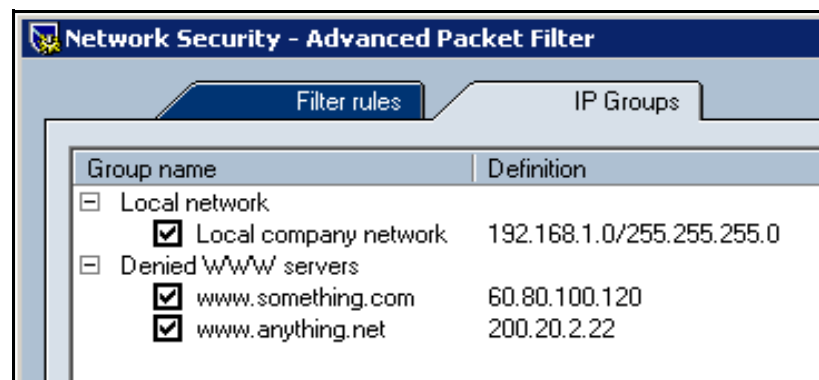 Network Security - Advanced Packet Filter
Filter rules IP Groups
Group name Definition
Local network
Local company network 192.168.1.0/255.255.255.0
Denied WWW servers
www.something.com 60.80.100.120
www.anything.net 200.20.2.22